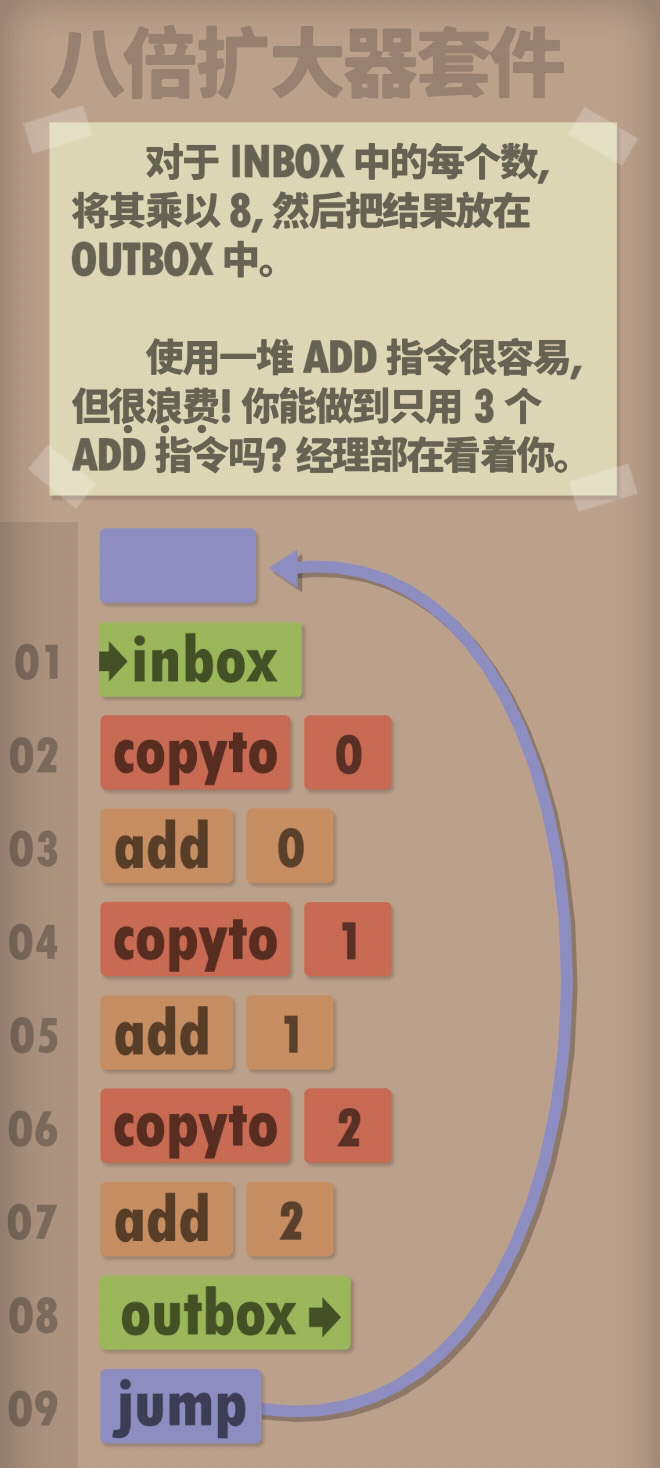 八倍扩大器套件
对于 INBOX 中的每个数,
将其乘以 8, 然后把结果放在
OUTBOX 中。
使用一堆 ADD 指令很容易,
但很浪费! 你能做到只用 3 个
ADD 指令吗? 经理部在看着你。
01 inbox
02 copyto 0
03 add 0
04 copyto 1
05 add 1
06 copyto 2
07 add 2
08 outbox
09 jump